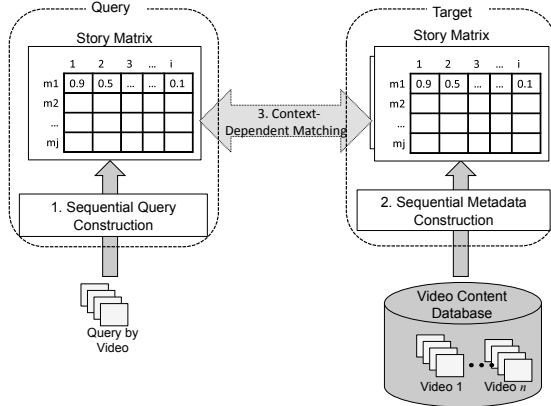 Query
Story Matrix
1 2 3 ... i
m1 0.9 0.5 ... ... 0.1
m2
...
mj
1. Sequential Query
Construction
Query by
Video
3. Context-
Dependent Matching
Target
Story Matrix
1 2 3 ... i
m1 0.9 0.5 ... ... 0.1
m2
...
mj
2. Sequential Metadata
Construction
Video Content
Database
Video 1 Video n